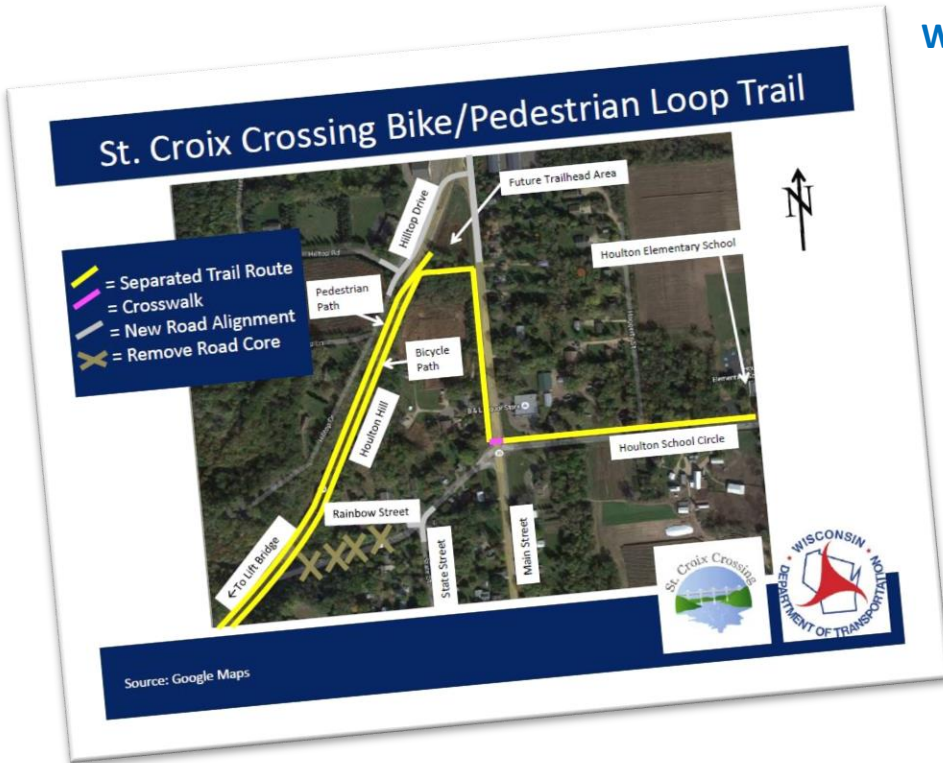 W
St. Croix Crossing Bike/Pedestrian Loop Trail
Hilltop Drive
Future Trailhead Area
N
Houlton Elementary School
= Separated Trail Route
= Crosswalk
= New Road Alignment
= Remove Road Core
Hilltop Rd
Pedestrian
Path
Bicycle
Path
Houlton Hill
Houlton School Circle
Rainbow Street
←To Lift Bridge
State Street
Main Street
St. Croix Crossing
WISCONSIN
DEPARTMENT OF TRANSPORTATION
Source: Google Maps